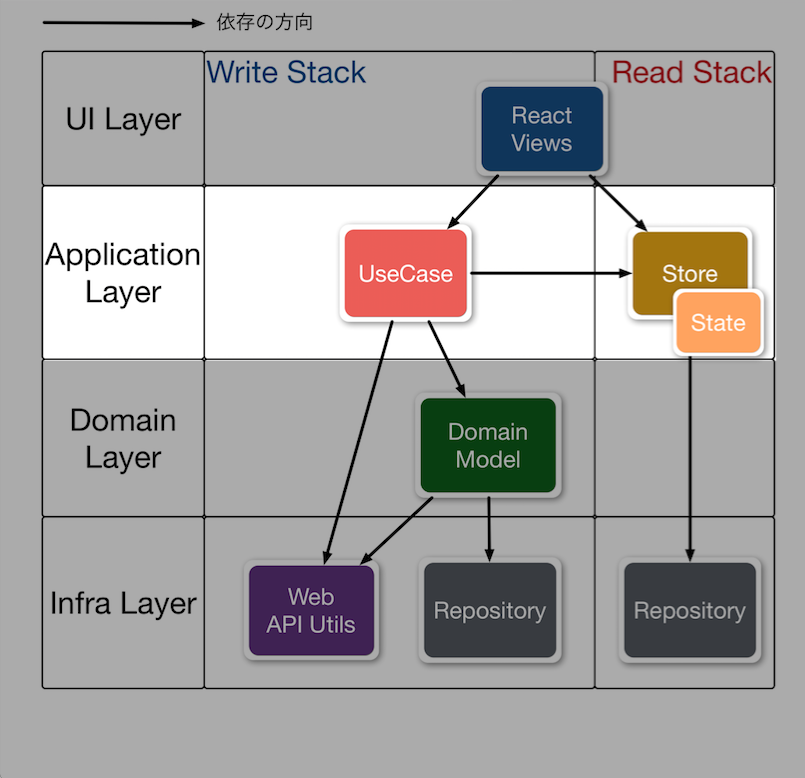 依存の方向
Write Stack
Read Stack
UI Layer
React
Views
Application
Layer
UseCase
Store
State
Domain
Layer
Domain
Model
Infra Layer
Web
API Utils
Repository
Repository